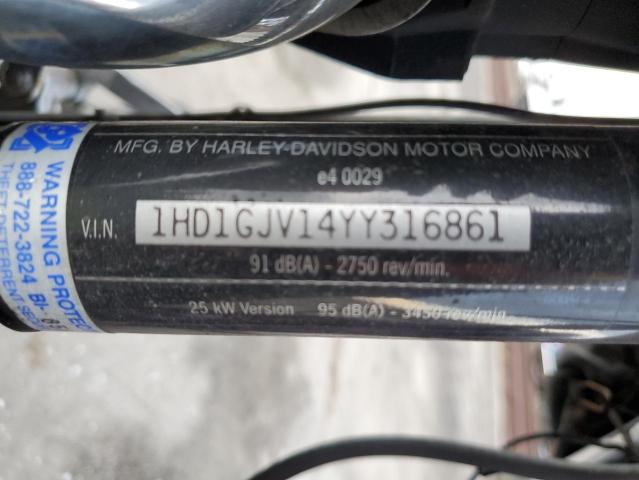 MFG. BY HARLEY-DAVIDSON MOTOR COMPANY
e4 0029
V.I.N. 1HD1GJV14YY316861
91 dB(A) - 2750 rev/min.
25 kW Version 95 dB(A) - 3450 rev/min
WARNING PROTEC
888-722-3824
THEFT DETERRENT